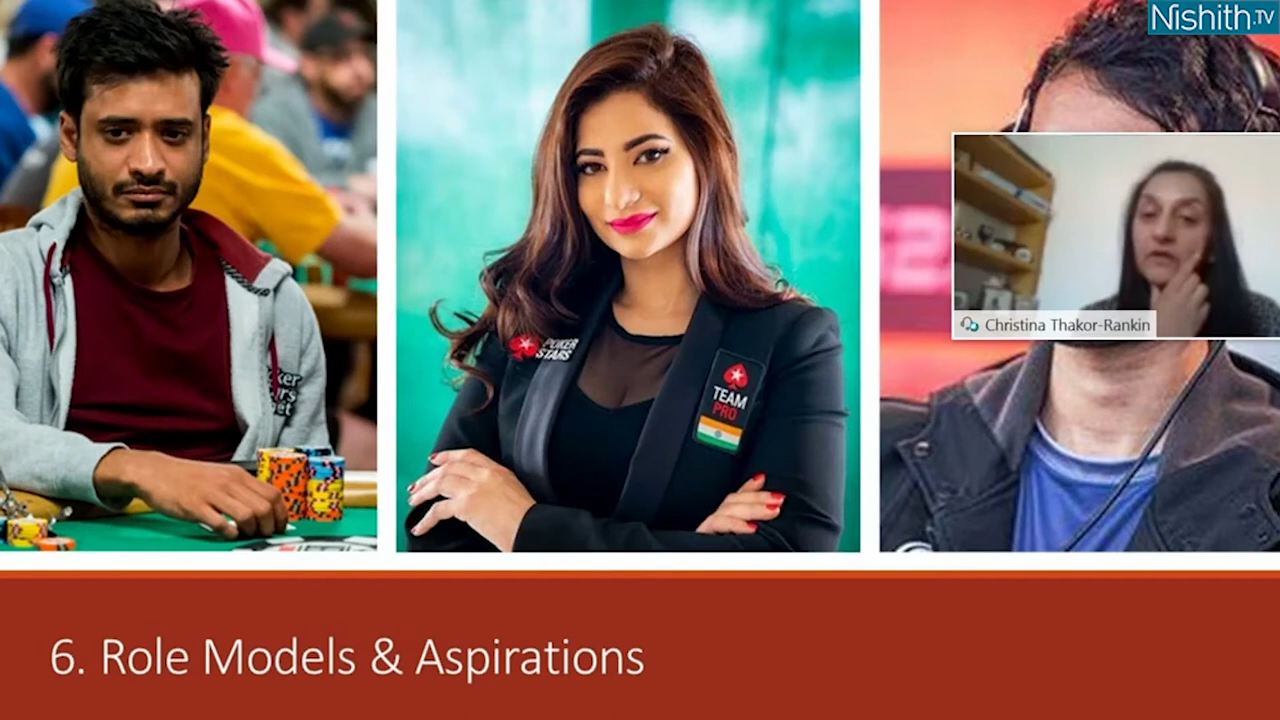 Nishith.TV
POKER
STARS
TEAM
PRO
Christina Thakor-Rankin
6. Role Models & Aspirations